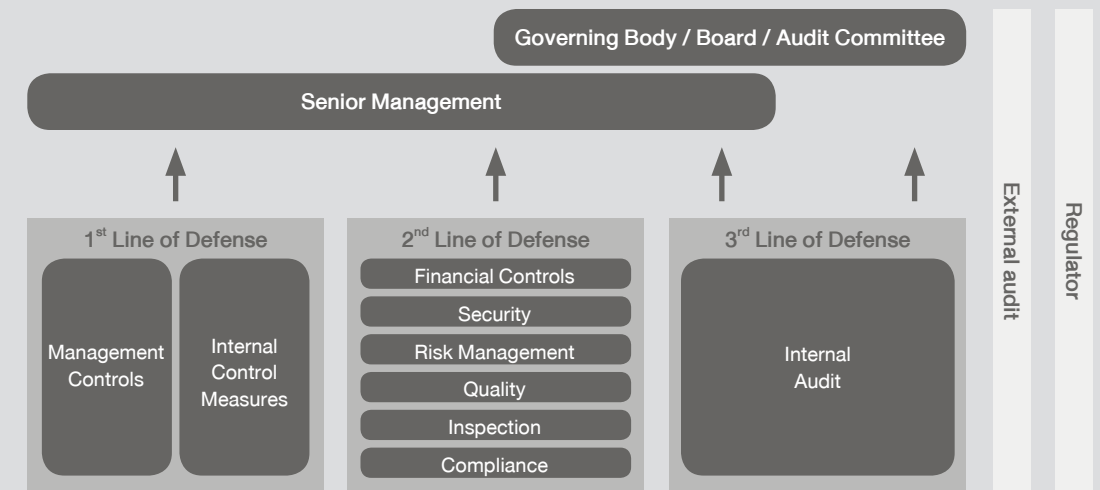 Governing Body / Board / Audit Committee
Senior Management
1st Line of Defense
Management
Controls
Internal
Control
Measures
2nd Line of Defense
Financial Controls
Security
Risk Management
Quality
Inspection
Compliance
3rd Line of Defense
Internal
Audit
External audit
Regulator